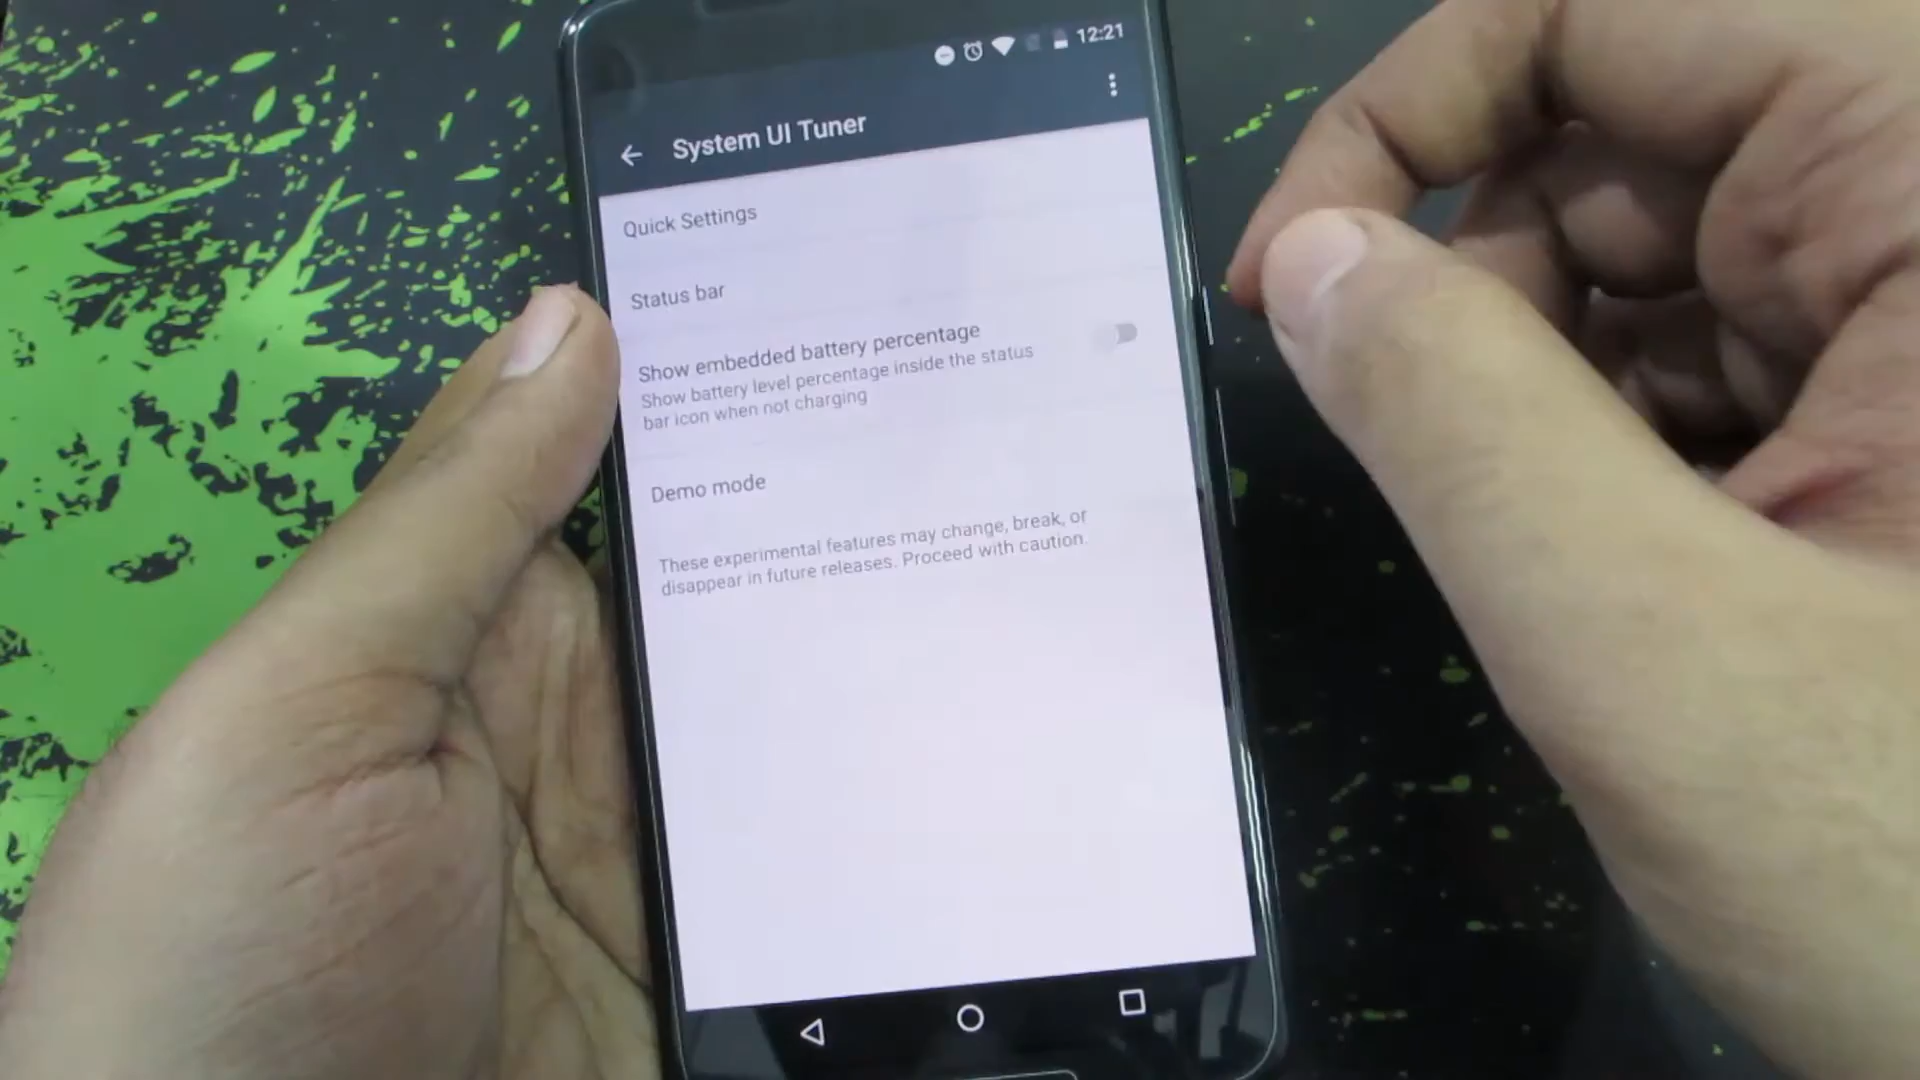 12:21
System UI Tuner
Quick Settings
Status bar
Show embedded battery percentage
Show battery level percentage inside the status
bar icon when not charging
Demo mode
These experimental features may change, break, or
disappear in future releases. Proceed with caution.